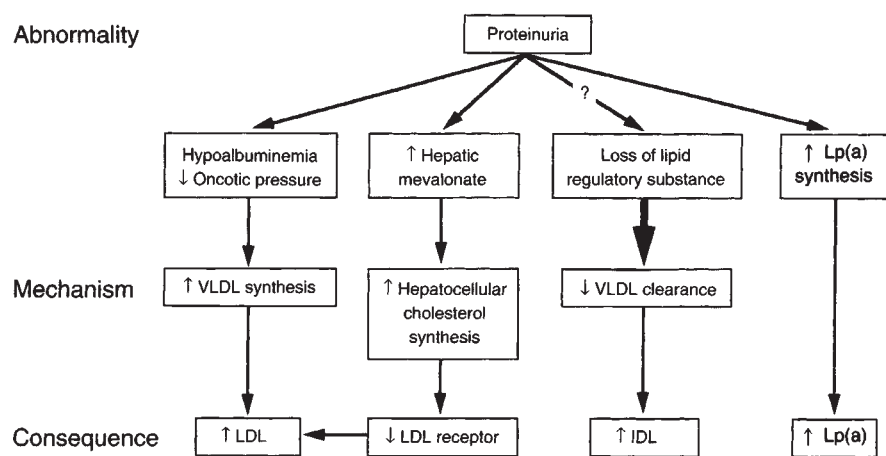 Abnormality
Proteinuria
?
Hypoalbuminemia
↓ Oncotic pressure
↑ Hepatic
mevalonate
Loss of lipid
regulatory substance
↑ Lp(a)
synthesis
Mechanism
↑ VLDL synthesis
↑ Hepatocellular
cholesterol
synthesis
↓ VLDL clearance
Consequence
↑ LDL
↓ LDL receptor
↑ IDL
↑ Lp(a)